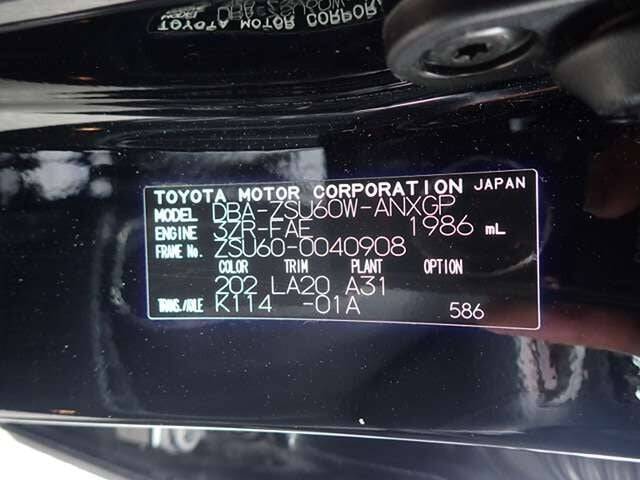 TOYOTA MOTOR CORPORATION JAPAN
MODEL DBA-ZSU60W-ANXGP
ENGINE 3ZR-FAE 1986 mL
FRAME No. ZSU60-0040908
COLOR TRIM PLANT OPTION
202 LA20 A31
TRANS./AXLE K114 -01A 586